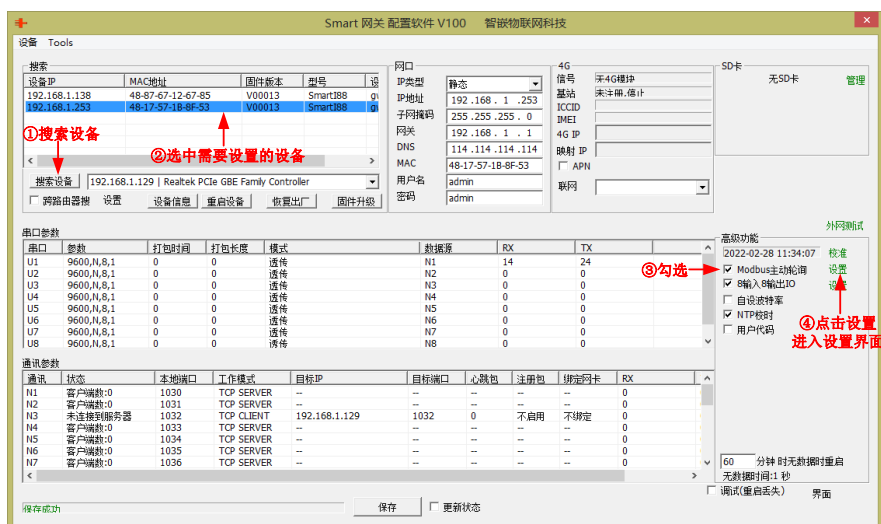 Smart 网关 配置软件 V100 智嵌物联网科技
设备 Tools
搜索
设备IP MAC地址 固件版本 型号 设
192.168.1.138 48-87-67-12-67-85 V00013 SmartI88
192.168.1.253 48-17-57-1B-8F-53 V00013 SmartI88
①搜索设备
②选中需要设置的设备
搜索设备 192.168.1.129 | Realtek PCIe GBE Family Controller
跨路由器搜 设置 设备信息 重启设备 恢复出厂 固件升级
网口
IP类型 静态
IP地址 192 .168 . 1 .253
子网掩码 255 .255 .255 . 0
网关 192 .168 . 1 . 1
DNS 114 .114 .114 .114
MAC 48-17-57-1B-8F-53
用户名 admin
密码 admin
4G
信号 无4G模块
基站 未注册,停止
ICCID
IMEI
4G IP
映射 IP
APN
联网
SD卡
无SD卡 管理
外网测试
串口参数
串口 参数 打包时间 打包长度 模式 数据源 RX TX
U1 9600,N,8,1 0 0 透传 N1 14 24
U2 9600,N,8,1 0 0 透传 N2 0 0
U3 9600,N,8,1 0 0 透传 N3 0 0
U4 9600,N,8,1 0 0 透传 N4 0 0
U5 9600,N,8,1 0 0 透传 N5 0 0
U6 9600,N,8,1 0 0 透传 N6 0 0
U7 9600,N,8,1 0 0 透传 N7 0 0
U8 9600,N,8,1 0 0 透传 N8 0 0
高级功能
2022-02-28 11:34:07 校准
③勾选
Modbus主动轮询 设置
8输入8输出IO 设置
自设波特率
NTP校时
用户代码
④点击设置
进入设置界面
通讯参数
通讯 状态 本地端口 工作模式 目标IP 目标端口 心跳包 注册包 绑定网卡 RX
N1 客户端数:0 1030 TCP SERVER -- -- -- -- -- 0
N2 客户端数:0 1031 TCP SERVER -- -- -- -- -- 0
N3 未连接到服务器 1032 TCP CLIENT 192.168.1.129 1032 0 不启用 不绑定 0
N4 客户端数:0 1033 TCP SERVER -- -- -- -- -- 0
N5 客户端数:0 1034 TCP SERVER -- -- -- -- -- 0
N6 客户端数:0 1035 TCP SERVER -- -- -- -- -- 0
N7 客户端数:0 1036 TCP SERVER -- -- -- -- -- 0
60 分钟 时无数据时重启
无数据时间:1 秒
调试(重启丢失) 界面
保存成功 保存 更新状态